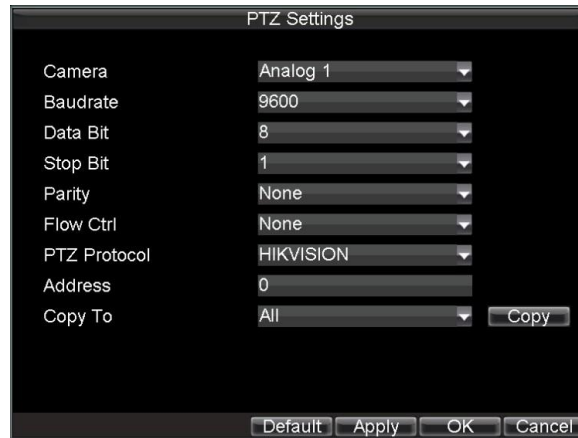 PTZ Settings
Camera Analog 1
Baudrate 9600
Data Bit 8
Stop Bit 1
Parity None
Flow Ctrl None
PTZ Protocol HIKVISION
Address 0
Copy To All Copy
Default Apply OK Cancel